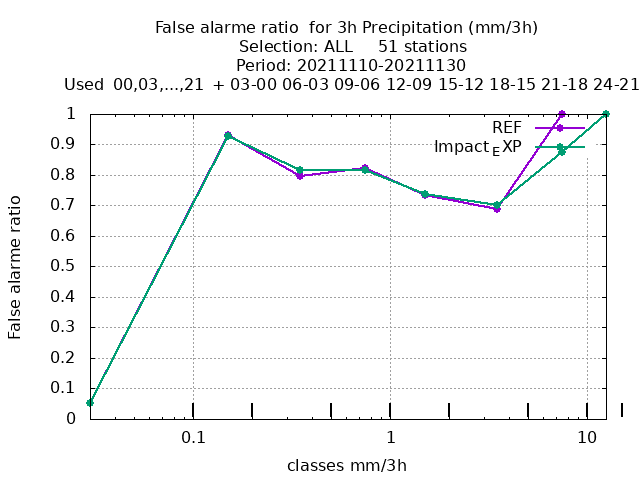 False alarme ratio  for 3h Precipitation (mm/3h)
Selection: ALL     51 stations
Period: 20211110-20211130
Used  00,03,...,21  + 03-00 06-03 09-06 12-09 15-12 18-15 21-18 24-21
REF
Impact_EXP
1
0.9
0.8
0.7
0.6
0.5
0.4
0.3
0.2
0.1
0
False alarme ratio
0.1 1 10
classes mm/3h